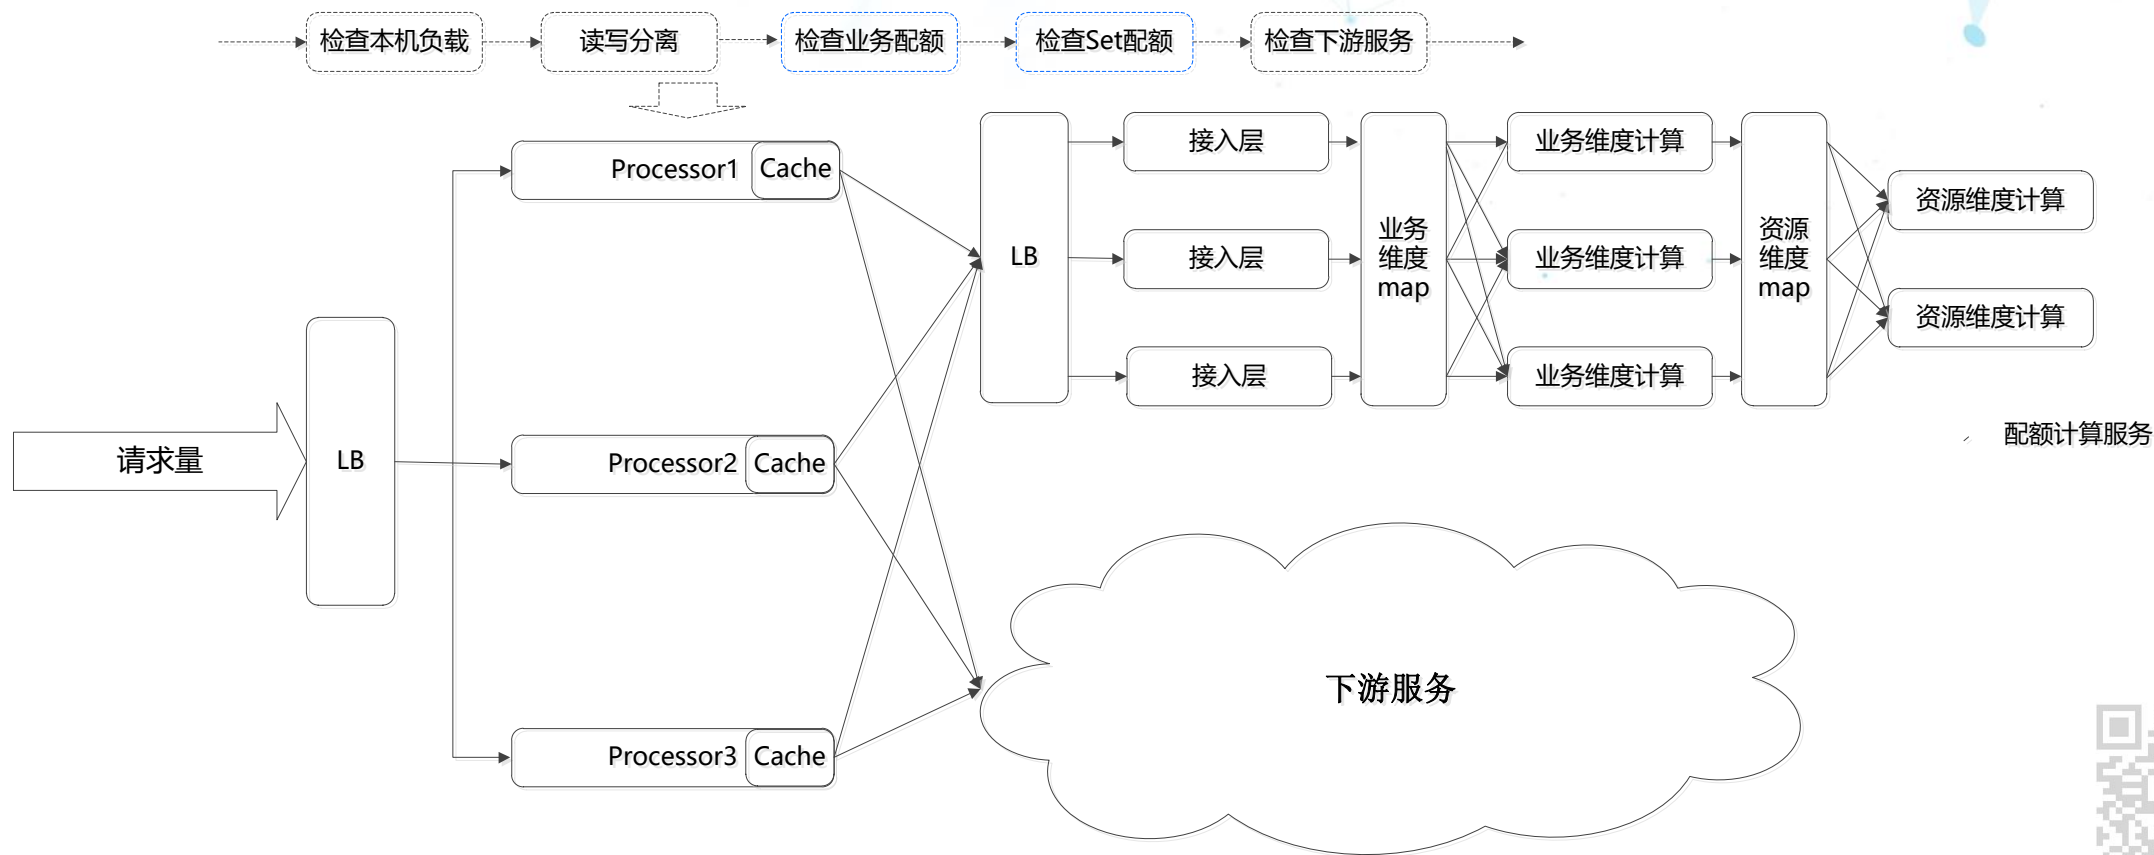 检查本机负载
读写分离
检查业务配额
检查Set配额
检查下游服务
Processor1
Cache
接入层
业务维度计算
资源维度计算
LB
接入层
业务
维度
map
业务维度计算
资源
维度
map
资源维度计算
接入层
业务维度计算
配额计算服务
请求量
LB
Processor2
Cache
下游服务
Processor3
Cache